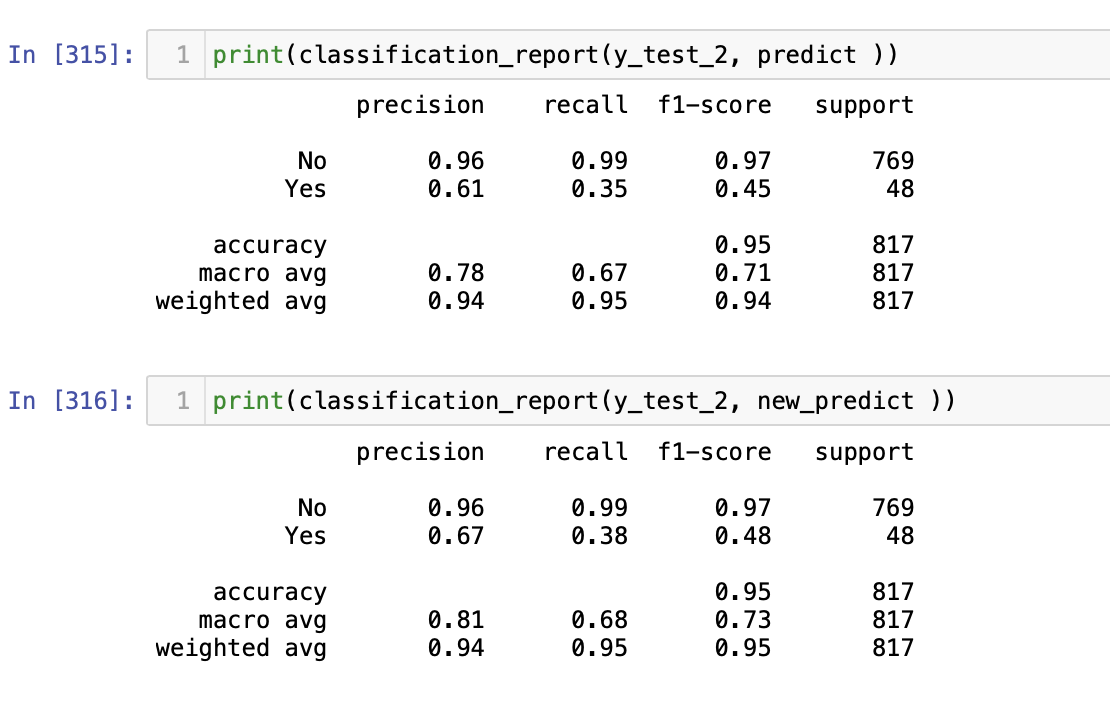 In [315]: 1 print(classification_report(y_test_2, predict ))
precision recall f1-score support
No 0.96 0.99 0.97 769
Yes 0.61 0.35 0.45 48
accuracy 0.95 817
macro avg 0.78 0.67 0.71 817
weighted avg 0.94 0.95 0.94 817
In [316]: 1 print(classification_report(y_test_2, new_predict ))
precision recall f1-score support
No 0.96 0.99 0.97 769
Yes 0.67 0.38 0.48 48
accuracy 0.95 817
macro avg 0.81 0.68 0.73 817
weighted avg 0.94 0.95 0.95 817